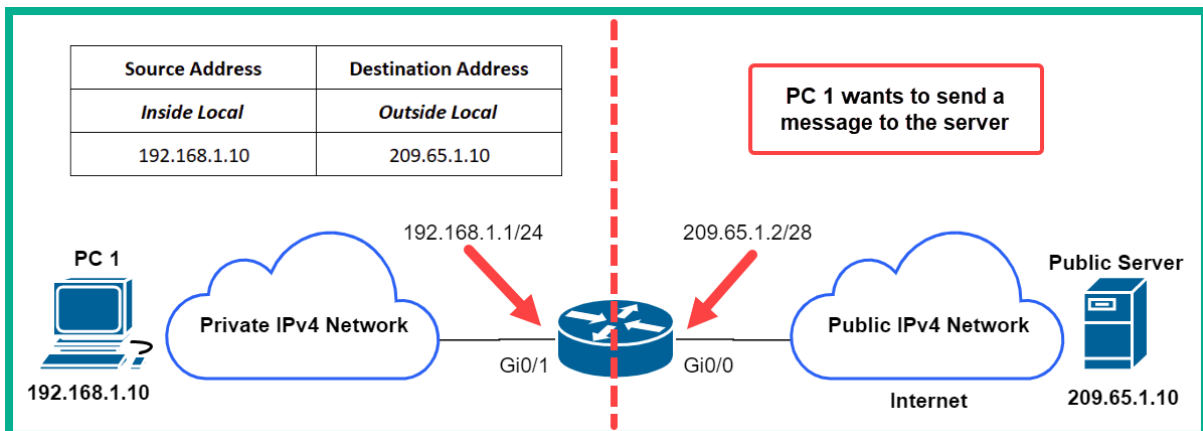 Source Address Destination Address
Inside Local Outside Local
192.168.1.10 209.65.1.10
PC 1 wants to send a
message to the server
192.168.1.1/24
209.65.1.2/28
PC 1
Public Server
Private IPv4 Network
Public IPv4 Network
Gi0/1
Gi0/0
192.168.1.10
Internet
209.65.1.10